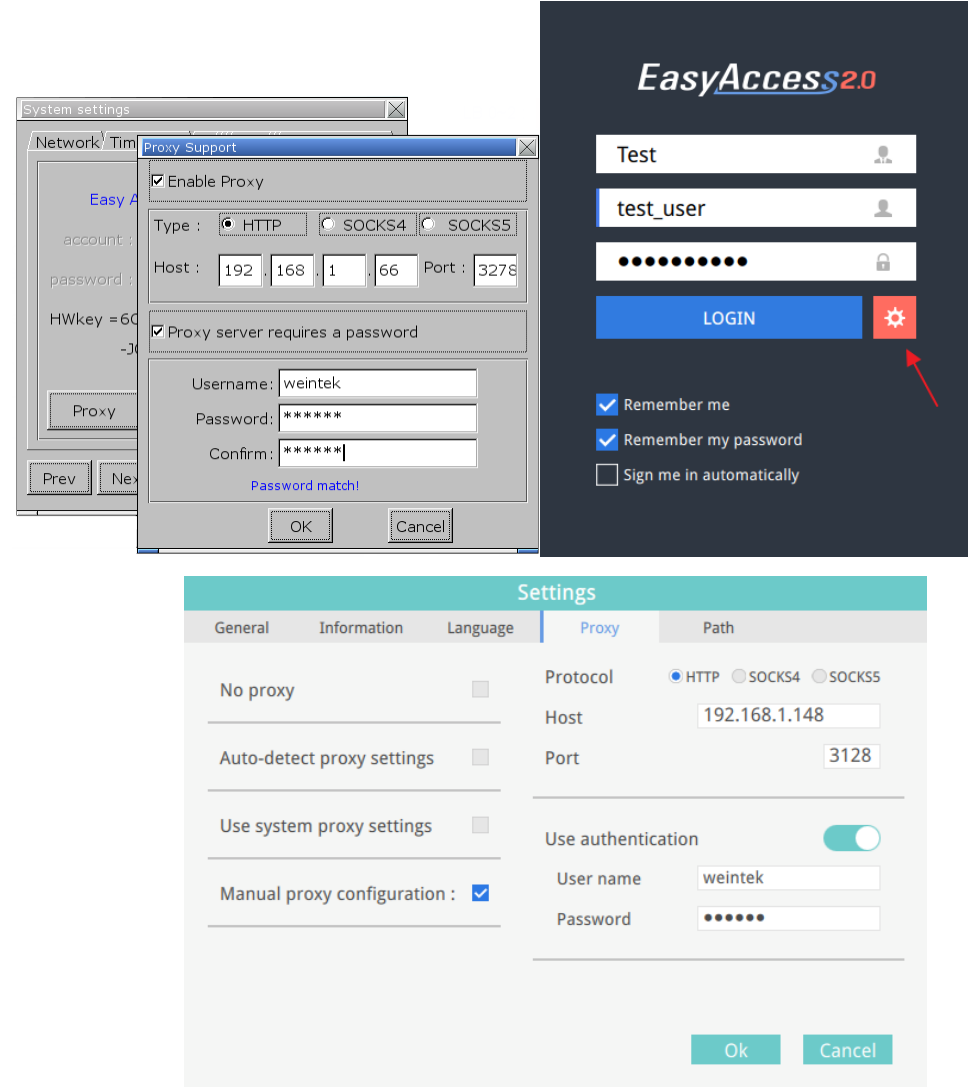 System settings
Network Tim
Easy A
account :
password :
HWkey =6
Proxy
Prev
Nex
Proxy Support
Enable Proxy
Type : HTTP SOCKS4 SOCKS5
Host : 192 . 168 . 1 . 66 Port : 3278
Proxy server requires a password
Username: weintek
Password: ******
Confirm: ******
Password match!
OK Cancel
EasyAccess2.0
Test
test_user
●●●●●●●●●●
LOGIN
Remember me
Remember my password
Sign me in automatically
Settings
General Information Language Proxy Path
No proxy
Auto-detect proxy settings
Use system proxy settings
Manual proxy configuration :
Protocol HTTP SOCKS4 SOCKS5
Host 192.168.1.148
Port 3128
Use authentication
User name weintek
Password ●●●●●●
Ok Cancel